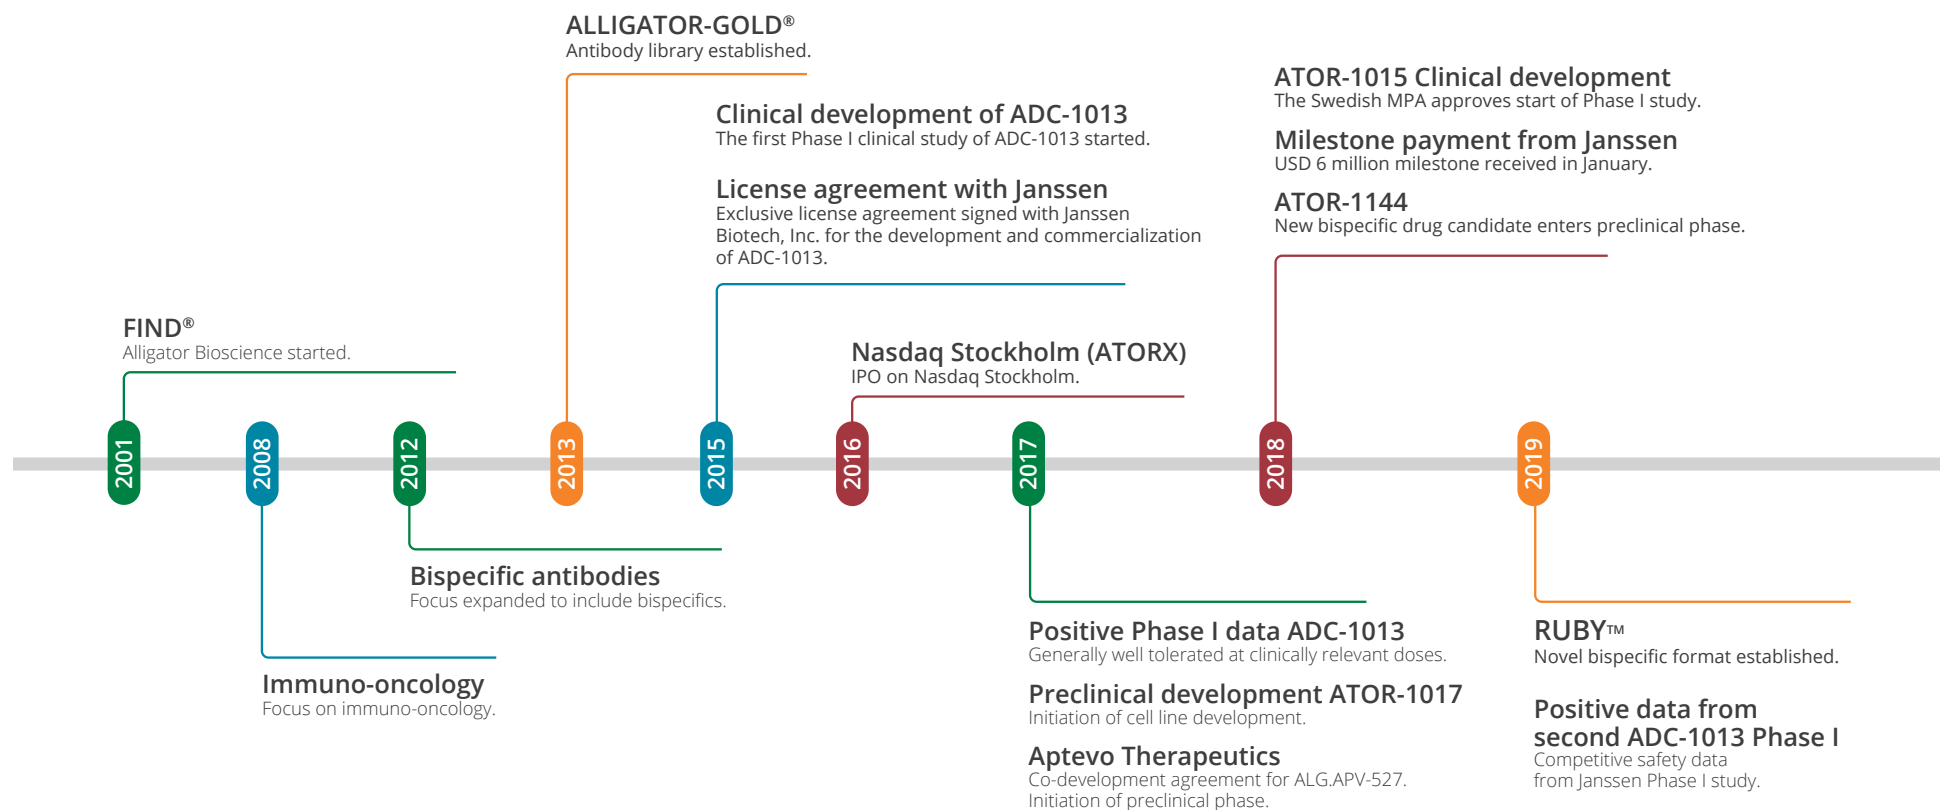 ALLIGATOR-GOLD®
Antibody library established.
Clinical development of ADC-1013
The first Phase I clinical study of ADC-1013 started.
License agreement with Janssen
Exclusive license agreement signed with Janssen
Biotech, Inc. for the development and commercialization
of ADC-1013.
ATOR-1015 Clinical development
The Swedish MPA approves start of Phase I study.
Milestone payment from Janssen
USD 6 million milestone received in January.
ATOR-1144
New bispecific drug candidate enters preclinical phase.
FIND®
Alligator Bioscience started.
Nasdaq Stockholm (ATORX)
IPO on Nasdaq Stockholm.
2001
2008
2012
2013
2015
2016
2017
2018
2019
Bispecific antibodies
Focus expanded to include bispecifics.
Immuno-oncology
Focus on immuno-oncology.
Positive Phase I data ADC-1013
Generally well tolerated at clinically relevant doses.
Preclinical development ATOR-1017
Initiation of cell line development.
Aptevo Therapeutics
Co-development agreement for ALG.APV-527.
Initiation of preclinical phase.
RUBY™
Novel bispecific format established.
Positive data from
second ADC-1013 Phase I
Competitive safety data
from Janssen Phase I study.